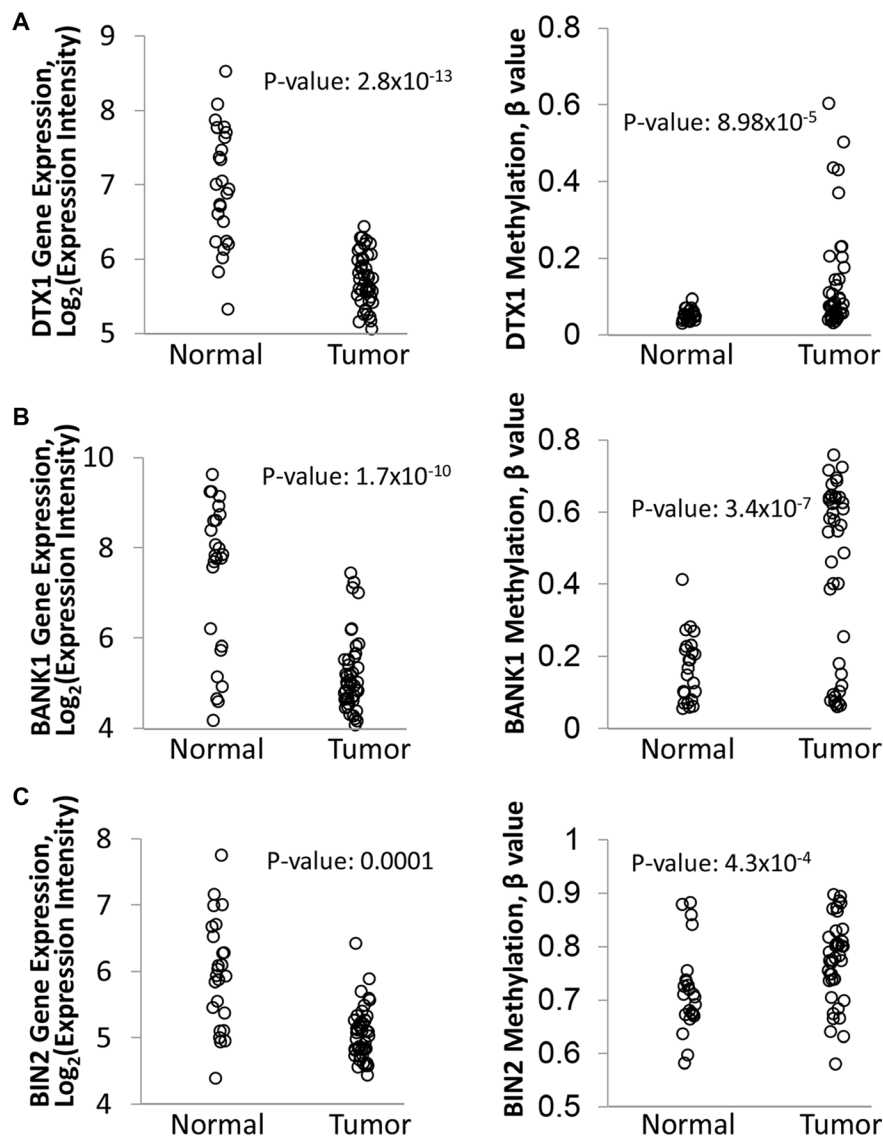 A
DTX1 Gene Expression,
Log₂(Expression Intensity)
9
8
7
6
5
P-value: 2.8x10⁻¹³
Normal Tumor
DTX1 Methylation, β value
0.8
0.6
0.4
0.2
0
P-value: 8.98x10⁻⁵
Normal Tumor
B
BANK1 Gene Expression,
Log₂(Expression Intensity)
10
8
6
4
P-value: 1.7x10⁻¹⁰
Normal Tumor
BANK1 Methylation, β value
0.8
0.6
0.4
0.2
0
P-value: 3.4x10⁻⁷
Normal Tumor
C
BIN2 Gene Expression,
Log₂(Expression Intensity)
8
7
6
5
4
P-value: 0.0001
Normal Tumor
BIN2 Methylation, β value
1
0.9
0.8
0.7
0.6
0.5
P-value: 4.3x10⁻⁴
Normal Tumor